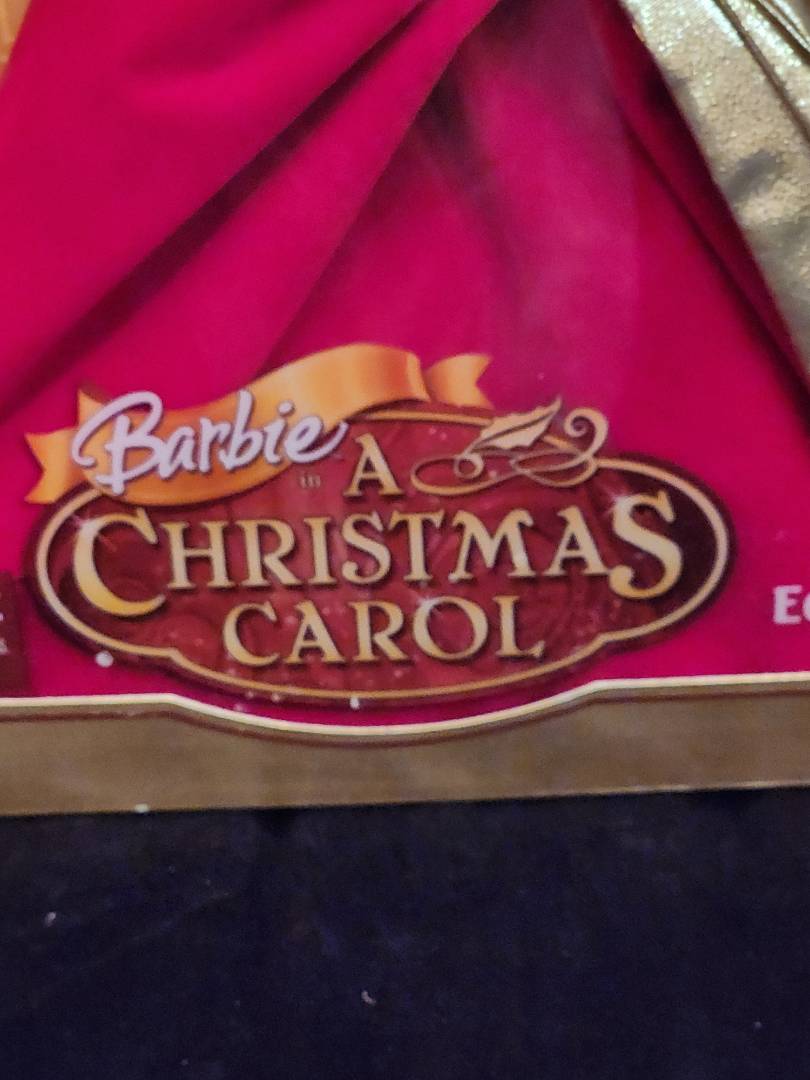 Barbie
in A
CHRISTMAS
CAROL